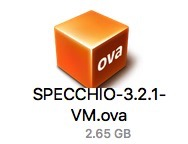 ova
SPECCHIO-3.2.1-
VM.ova
2.65 GB